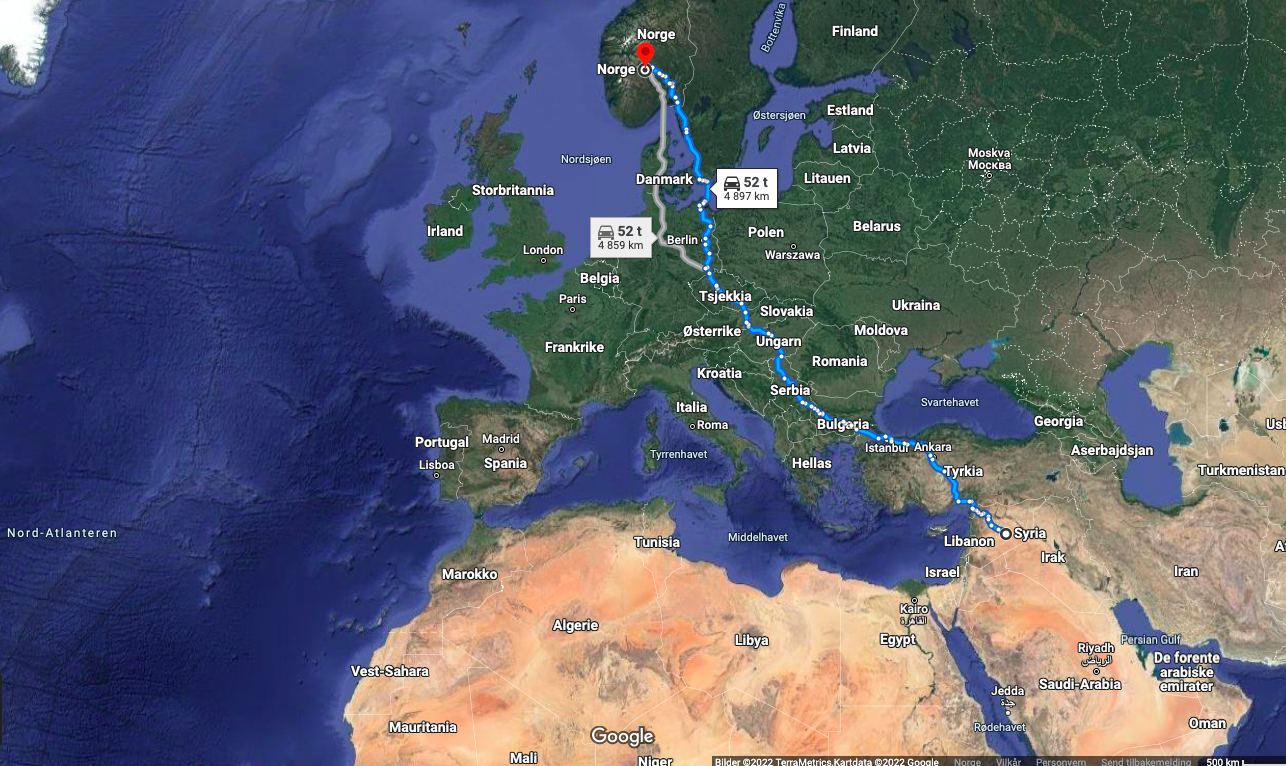 Norge
Finland
Bottenvika
Norge
Østersjøen
Estland
Latvia
Moskva
Москва
Nordsjøen
Danmark
52 t
4 897 km
Litauen
Storbritannia
Irland
52 t
4 859 km
Berlin
Polen
Belarus
London
Warszawa
Belgia
Paris
Tsjekkia
Slovakia
Ukraina
Østerrike
Ungarn
Moldova
Frankrike
Romania
Kroatia
Serbia
Italia
Svartehavet
Roma
Bulgaria
Georgia
Usb
Portugal
Madrid
Istanbul
Ankara
Aserbajdsjan
Tyrrenhavet
Lisboa
Spania
Hellas
Tyrkia
Turkmenistan
Nord-Atlanteren
Tunisia
Middelhavet
Libanon
Syria
Irak
Marokko
Israel
Iran
Kairo
القاهرة
Algerie
Libya
Egypt
Persian Gulf
Vest-Sahara
Riyadh
الرياض
De forente
arabiske
emirater
Saudi-Arabia
Jedda
جدة
Mauritania
Rødehavet
Oman
Google
Mali
Niger
Bilder ©2022 TerraMetrics,Kartdata ©2022 Google Norge Vilkår Personvern Send tilbakemelding 500 km